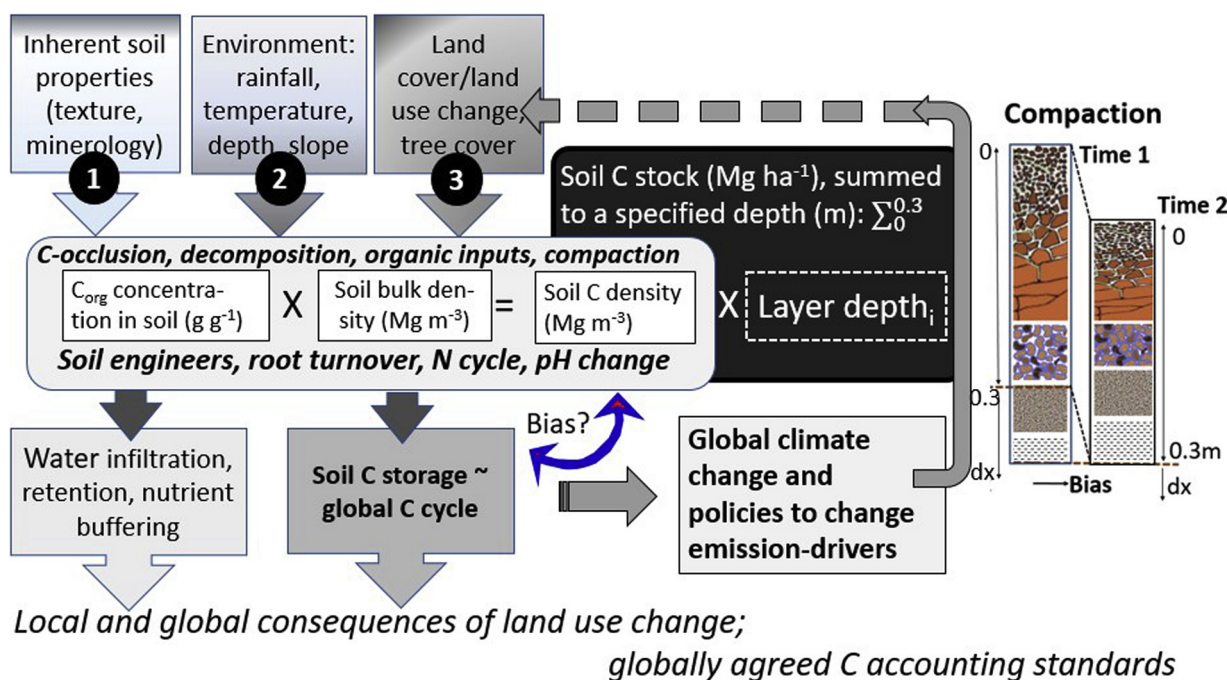 Inherent soil
properties
(texture,
minerology)
1
Environment:
rainfall,
temperature,
depth, slope
2
Land
cover/land
use change,
tree cover
3
Soil C stock (Mg ha⁻¹), summed
to a specified depth (m): ∑₀^0.3
C-occlusion, decomposition, organic inputs, compaction
C_org concentra-
tion in soil (g g⁻¹)
X
Soil bulk den-
sity (Mg m⁻³)
=
Soil C density
(Mg m⁻³)
X
Layer depth_i
Soil engineers, root turnover, N cycle, pH change
Water infiltration,
retention, nutrient
buffering
Soil C storage ~
global C cycle
Bias?
Global climate
change and
policies to change
emission-drivers
Compaction
0
Time 1
Time 2
0
0.3
0.3m
dx
Bias
dx
Local and global consequences of land use change;
globally agreed C accounting standards